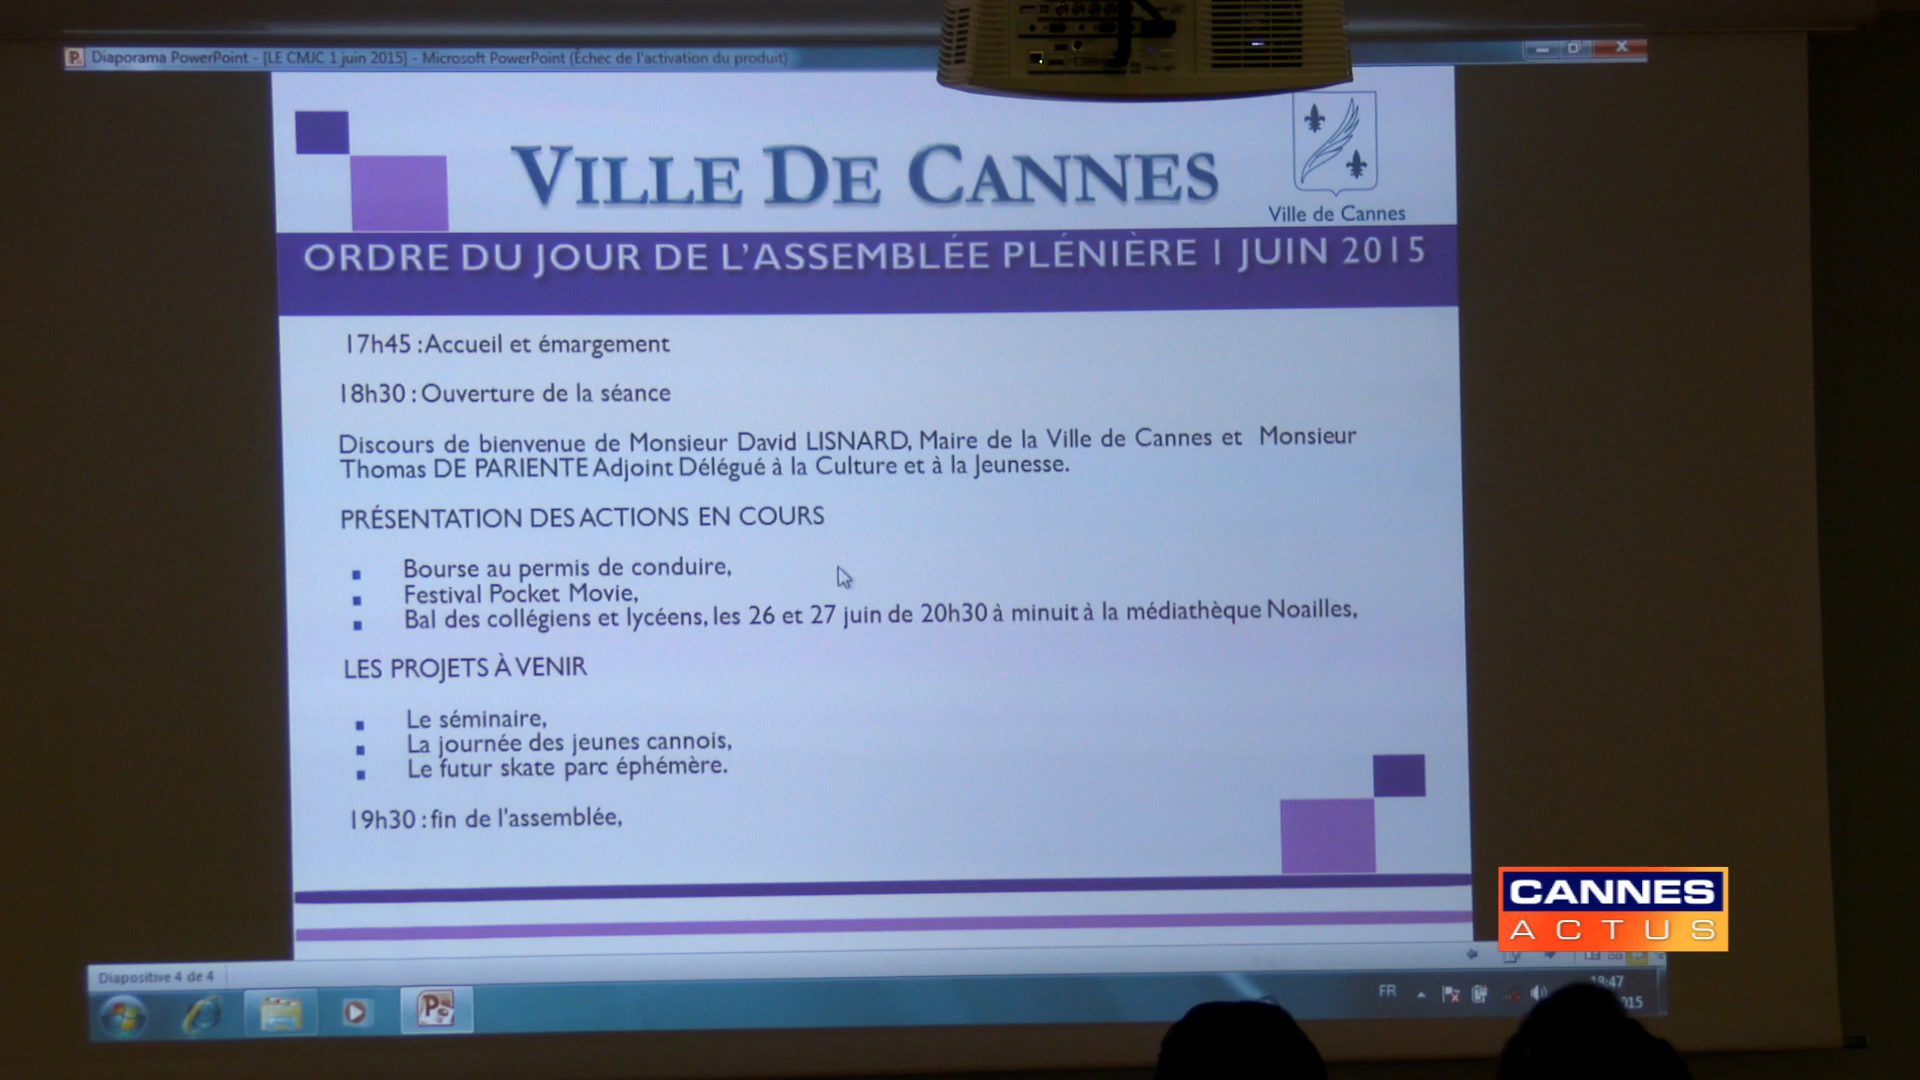 Diaporama PowerPoint - [LE CMJC 1 juin 2015] - Microsoft PowerPoint (Échec de l'activation du produit)
VILLE DE CANNES
Ville de Cannes
ORDRE DU JOUR DE L'ASSEMBLÉE PLÉNIÈRE 1 JUIN 2015
17h45 : Accueil et émargement
18h30 : Ouverture de la séance
Discours de bienvenue de Monsieur David LISNARD, Maire de la Ville de Cannes et Monsieur
Thomas DE PARIENTE Adjoint Délégué à la Culture et à la Jeunesse.
PRÉSENTATION DES ACTIONS EN COURS
Bourse au permis de conduire,
Festival Pocket Movie,
Bal des collégiens et lycéens, les 26 et 27 juin de 20h30 à minuit à la médiathèque Noailles,
LES PROJETS À VENIR
Le séminaire,
La journée des jeunes cannois,
Le futur skate parc éphémère.
19h30 : fin de l'assemblée,
CANNES
ACTUS
Diapositive 4 de 4
FR
18:47